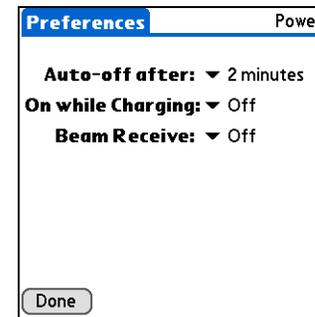 Preferences Powe
Auto-off after: 2 minutes
On while Charging: Off
Beam Receive: Off
Done